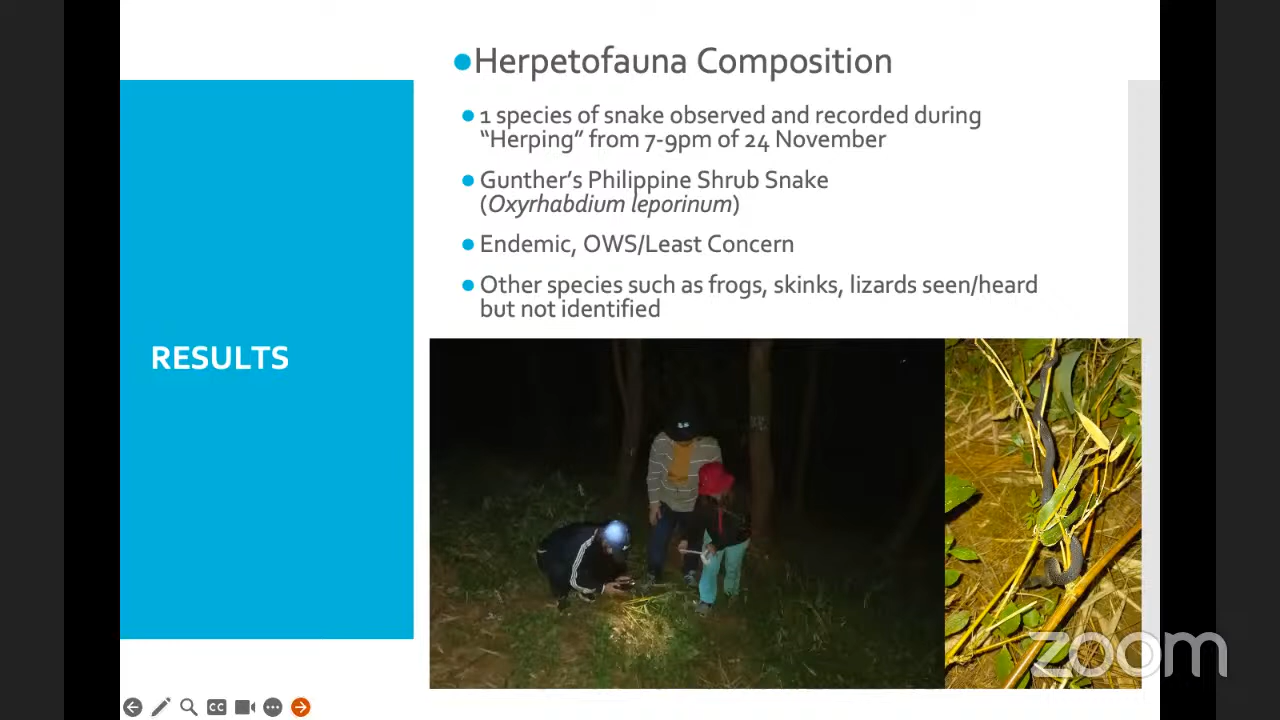 Herpetofauna Composition
1 species of snake observed and recorded during
“Herping” from 7-9pm of 24 November
Gunther’s Philippine Shrub Snake
(Oxyrhabdium leporinum)
Endemic, OWS/Least Concern
Other species such as frogs, skinks, lizards seen/heard
but not identified
RESULTS
zoom
CC